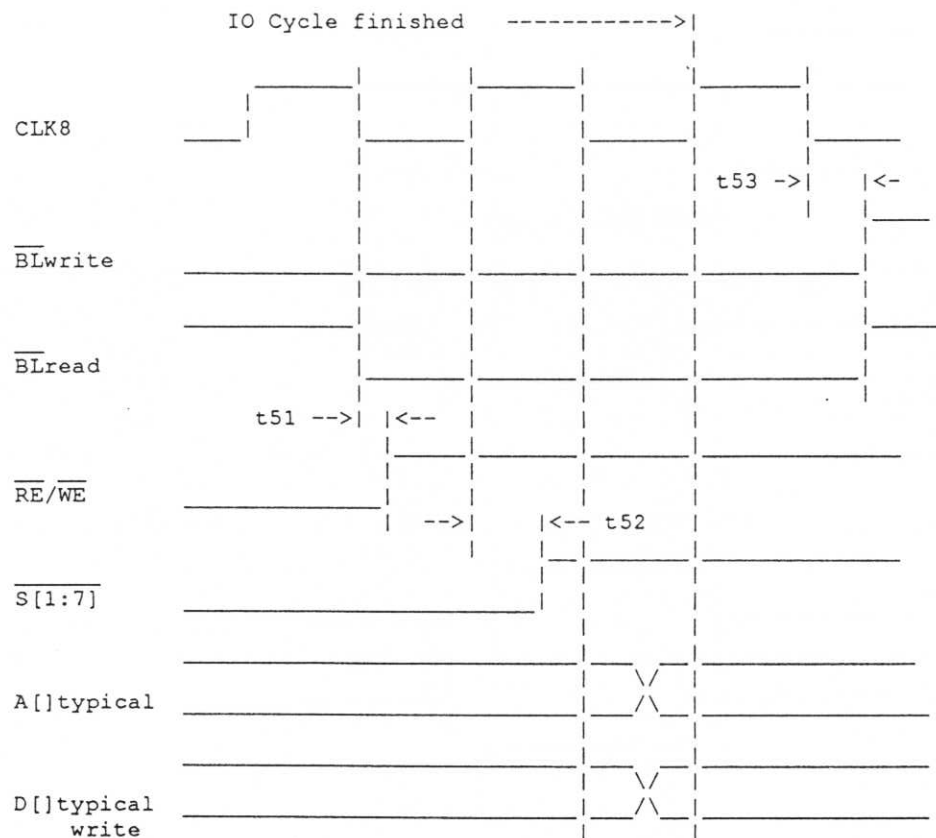 IO Cycle finished ------------>|
CLK8
t53 ->| |<-
BLwrite
BLread
t51 -->| |<--
RE/WE
-->| |<-- t52
S[1:7]
A[]typical
D[]typical
write